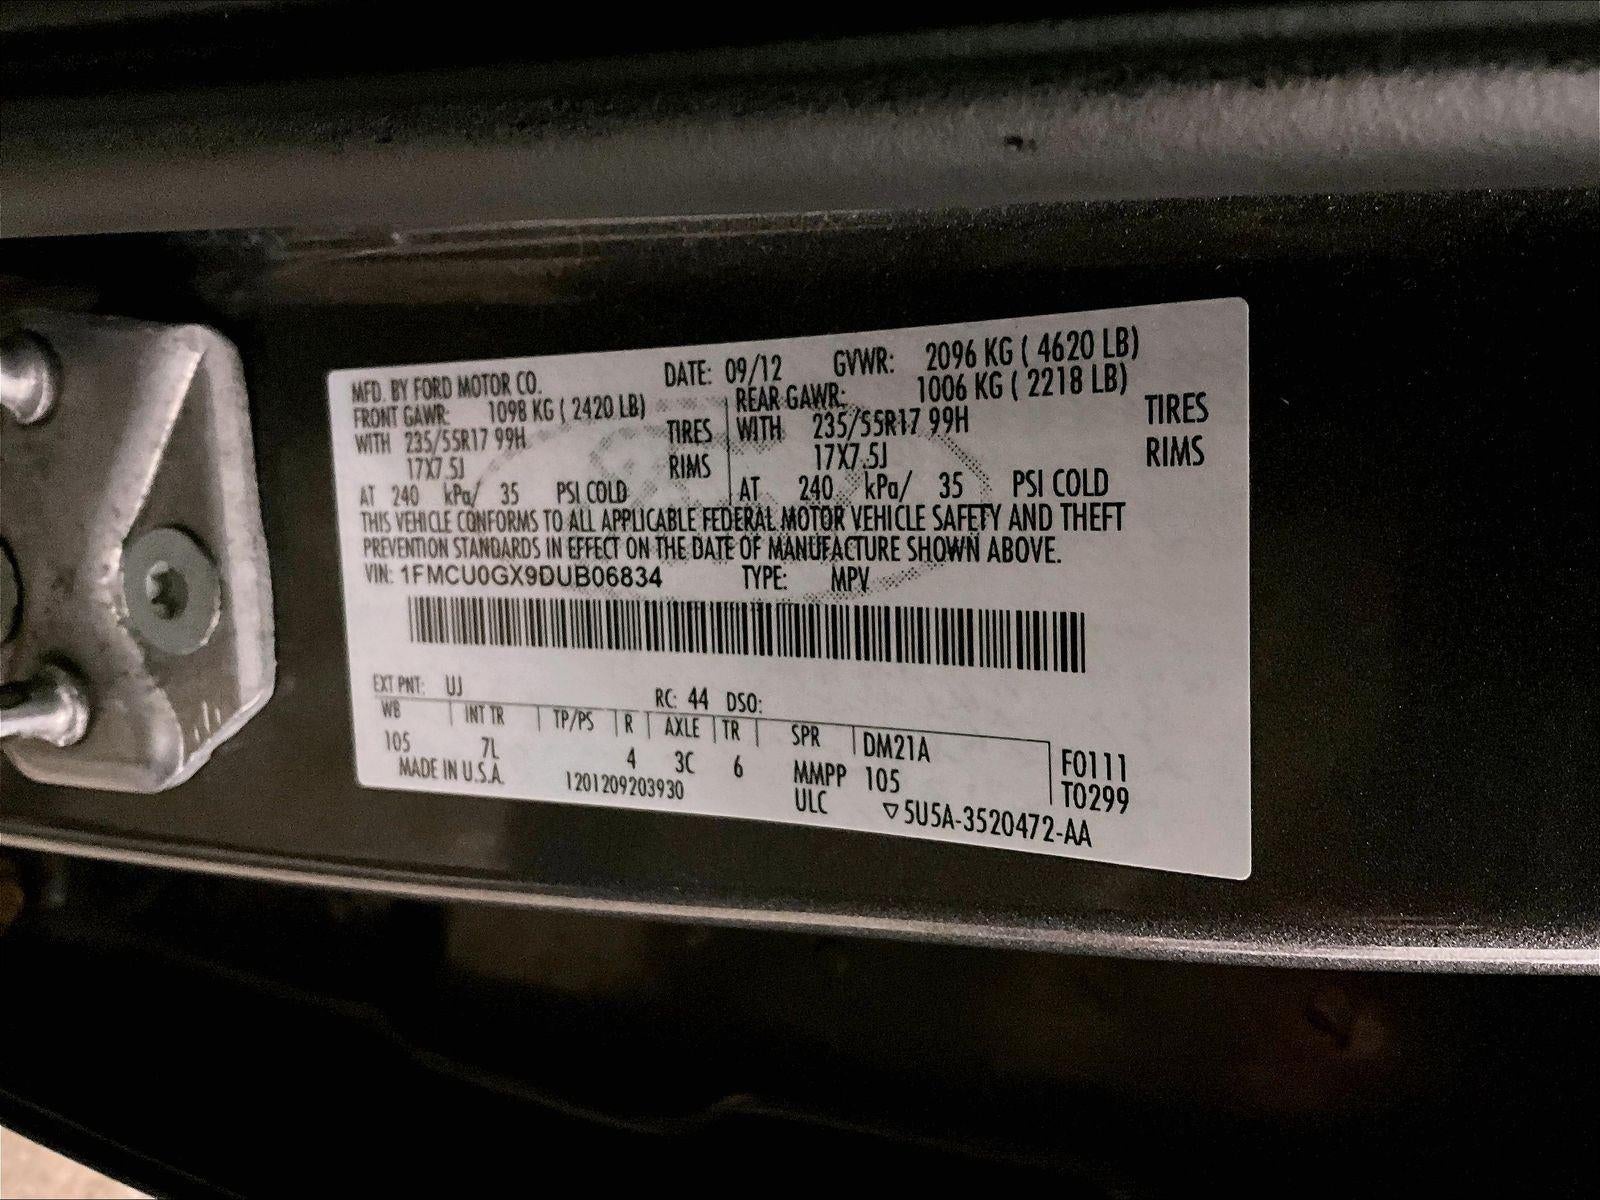 MFD. BY FORD MOTOR CO. DATE: 09/12 GVWR: 2096 KG ( 4620 LB)
FRONT GAWR: 1098 KG ( 2420 LB) REAR GAWR: 1006 KG ( 2218 LB)
WITH 235/55R17 99H TIRES WITH 235/55R17 99H TIRES
17X7.5J RIMS 17X7.5J RIMS
AT 240 kPa/ 35 PSI COLD AT 240 kPa/ 35 PSI COLD
THIS VEHICLE CONFORMS TO ALL APPLICABLE FEDERAL MOTOR VEHICLE SAFETY AND THEFT
PREVENTION STANDARDS IN EFFECT ON THE DATE OF MANUFACTURE SHOWN ABOVE.
VIN: 1FMCU0GX9DUB06834 TYPE: MPV
EXT PNT: UJ RC: 44 DSO:
WB INT TR TP/PS R AXLE TR SPR DM21A F0111
105 7L 4 3C 6 MMPP 105 T0299
MADE IN U.S.A. 1201209203930 ULC ▽5U5A-3520472-AA